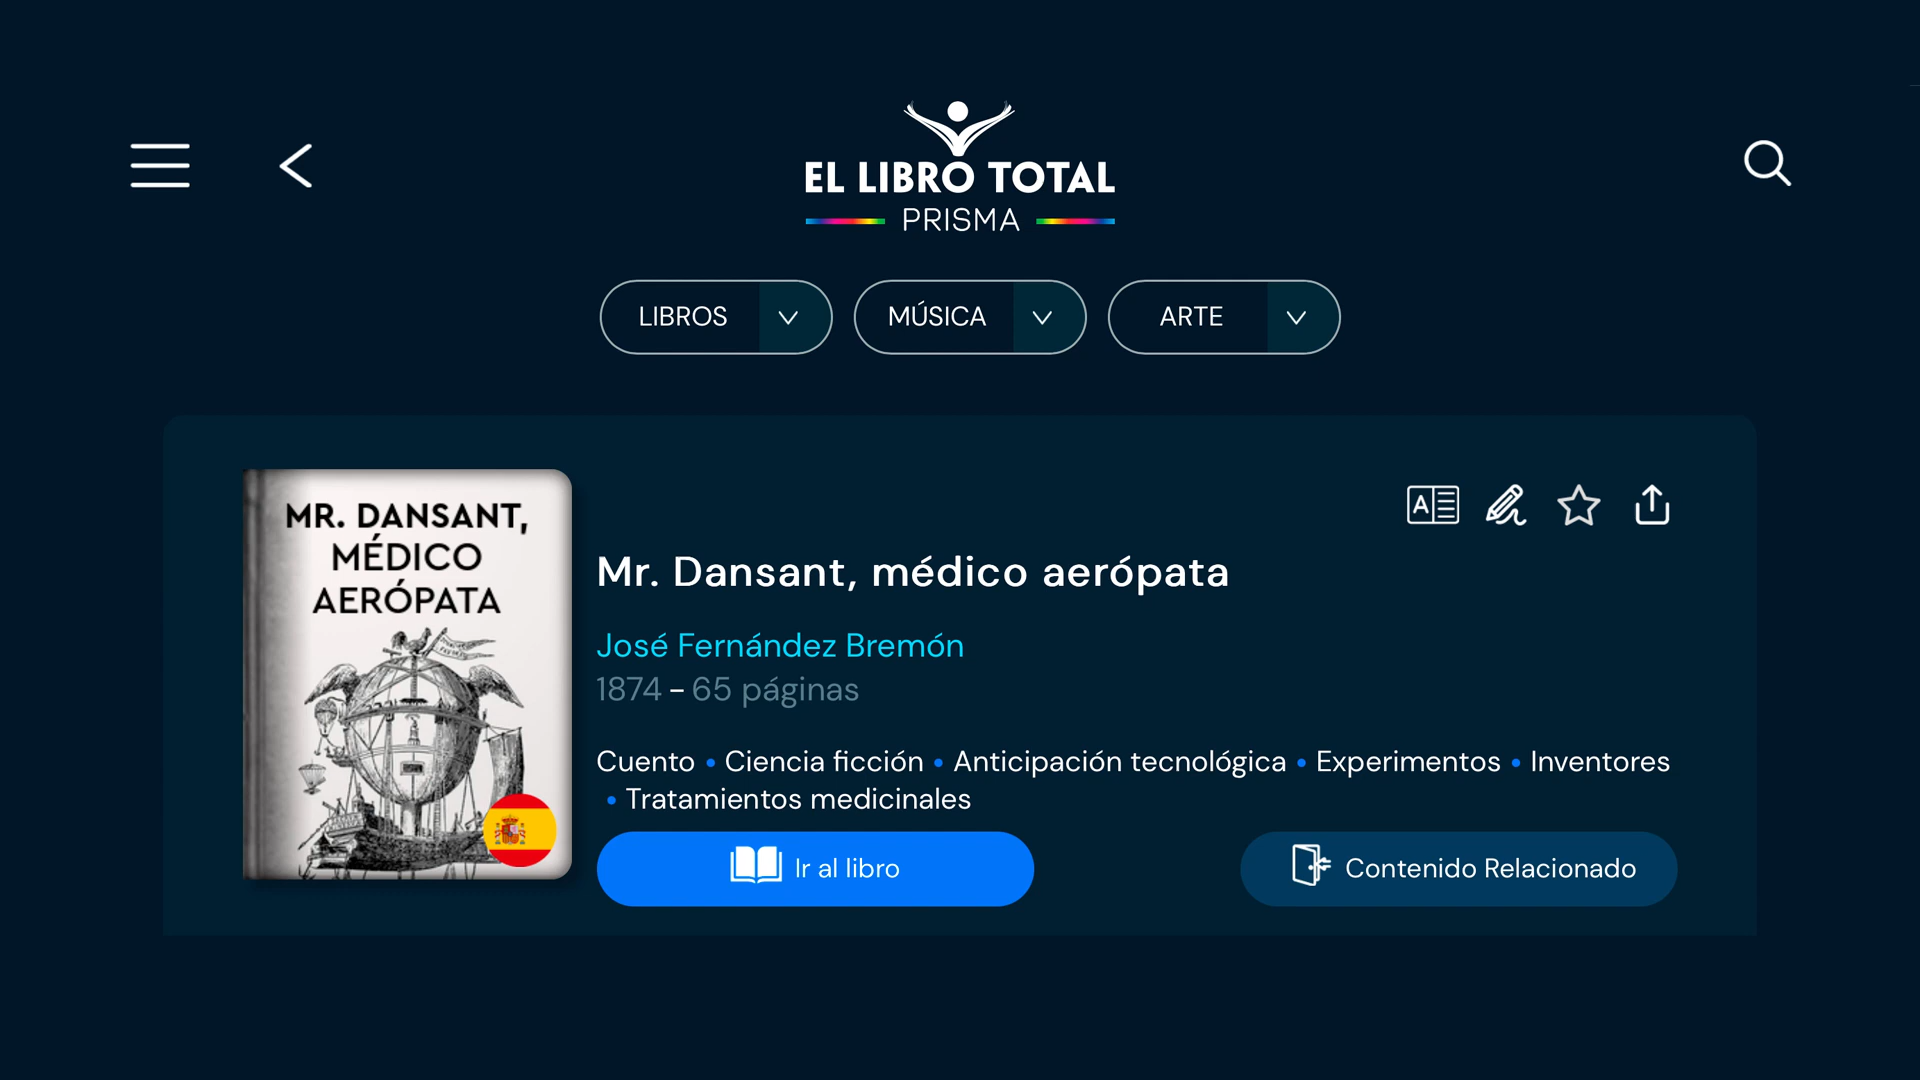 EL LIBRO TOTAL
PRISMA
LIBROS
MÚSICA
ARTE
MR. DANSANT,
MÉDICO
AERÓPATA
A
Mr. Dansant, médico aerópata
José Fernández Bremón
1874 – 65 páginas
Cuento • Ciencia ficción • Anticipación tecnológica • Experimentos • Inventores
• Tratamientos medicinales
Ir al libro
Contenido Relacionado